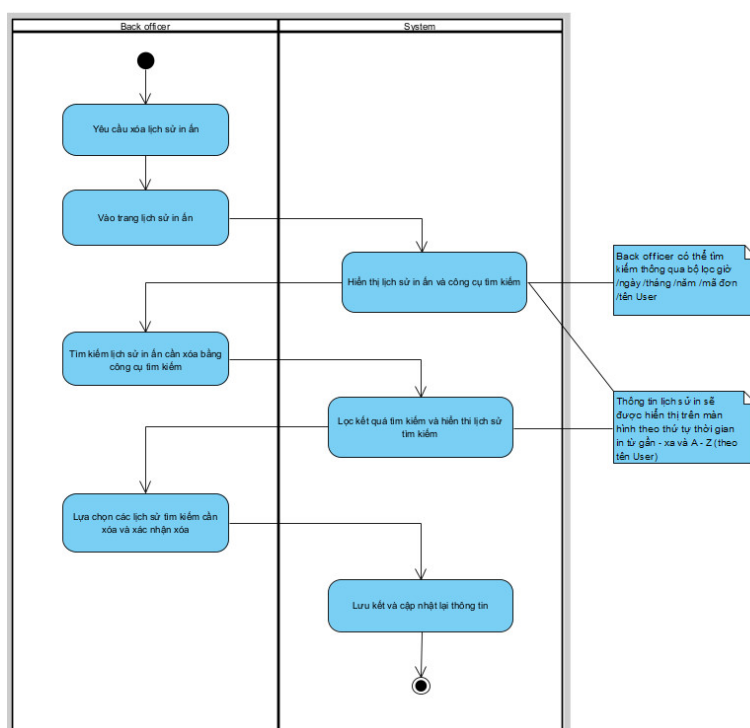 Back officer
System
Yêu cầu xóa lịch sử in ấn
Vào trang lịch sử in ấn
Hiển thị lịch sử in ấn và công cụ tìm kiếm
Back officer có thể tìm
kiếm thông qua bộ lọc giờ
/ngày /tháng /năm /mã đơn
/tên User
Tìm kiếm lịch sử in ấn cần xóa bằng
công cụ tìm kiếm
Lọc kết quả tìm kiếm và hiển thi lịch sử
tìm kiếm
Thông tin lịch sử in sẽ
được hiển thị trên màn
hình theo thứ tự thời gian
in từ gần - xa và A - Z (theo
tên User)
Lựa chọn các lịch sử tìm kiếm cần
xóa và xác nhận xóa
Lưu kết và cập nhật lại thông tin